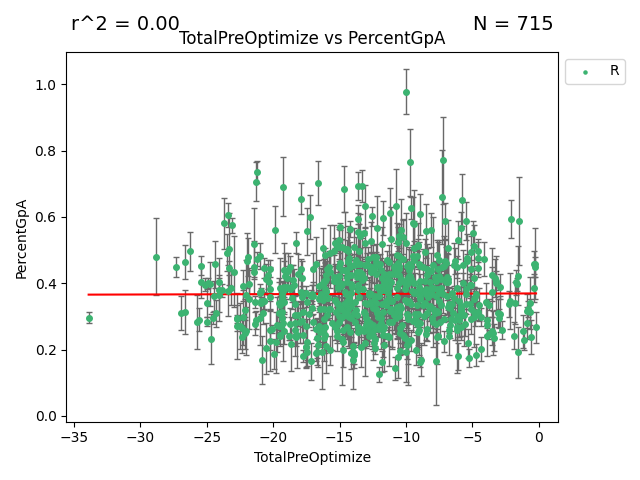 r^2 = 0.00
N = 715
TotalPreOptimize vs PercentGpA
R
1.0
0.8
0.6
0.4
0.2
0.0
PercentGpA
−35
−30
−25
−20
−15
−10
−5
0
TotalPreOptimize